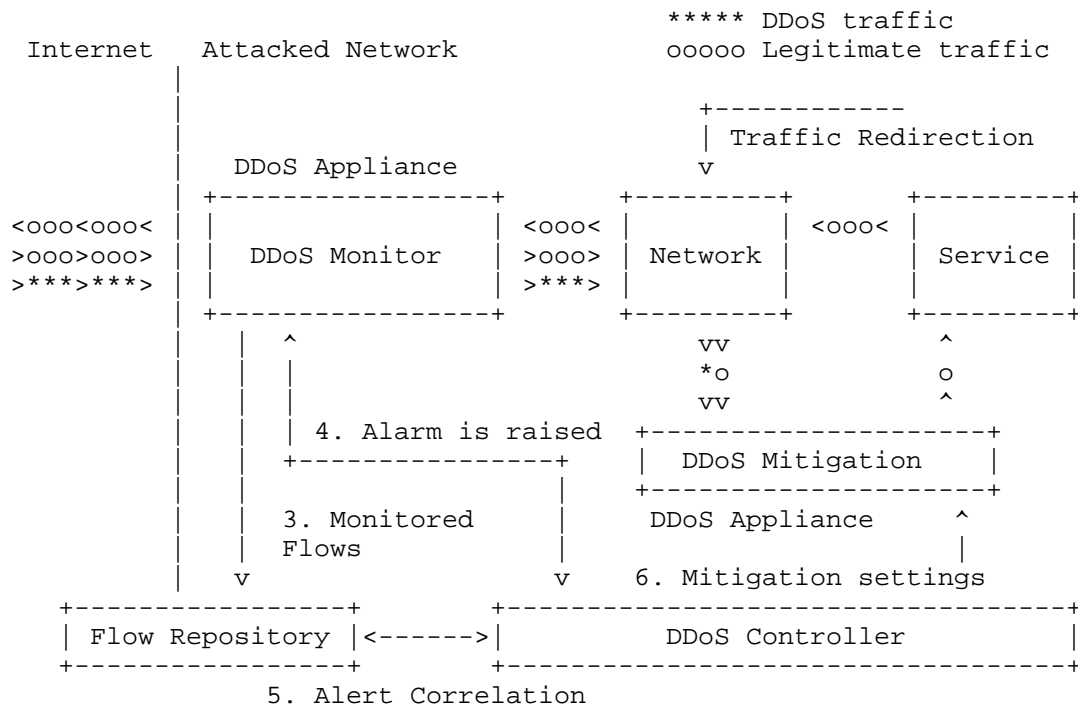 ***** DDoS traffic
Internet Attacked Network ooooo Legitimate traffic
Traffic Redirection
DDoS Appliance
<ooo<ooo< <ooo< <ooo<
>ooo>ooo> DDoS Monitor >ooo> Network Service
>***>***> >***>
vv
*o o
vv
4. Alarm is raised
DDoS Mitigation
3. Monitored DDoS Appliance
Flows
v v 6. Mitigation settings
Flow Repository <------> DDoS Controller
5. Alert Correlation